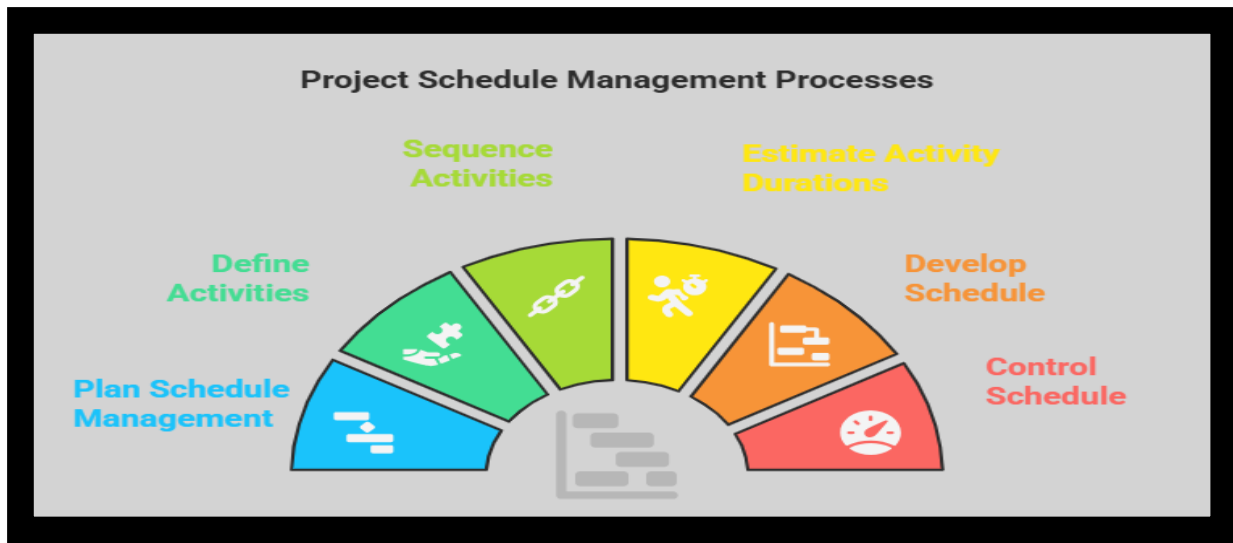 Project Schedule Management Processes
Sequence
Activities
Estimate Activity
Durations
Define
Activities
Develop
Schedule
Plan Schedule
Management
Control
Schedule